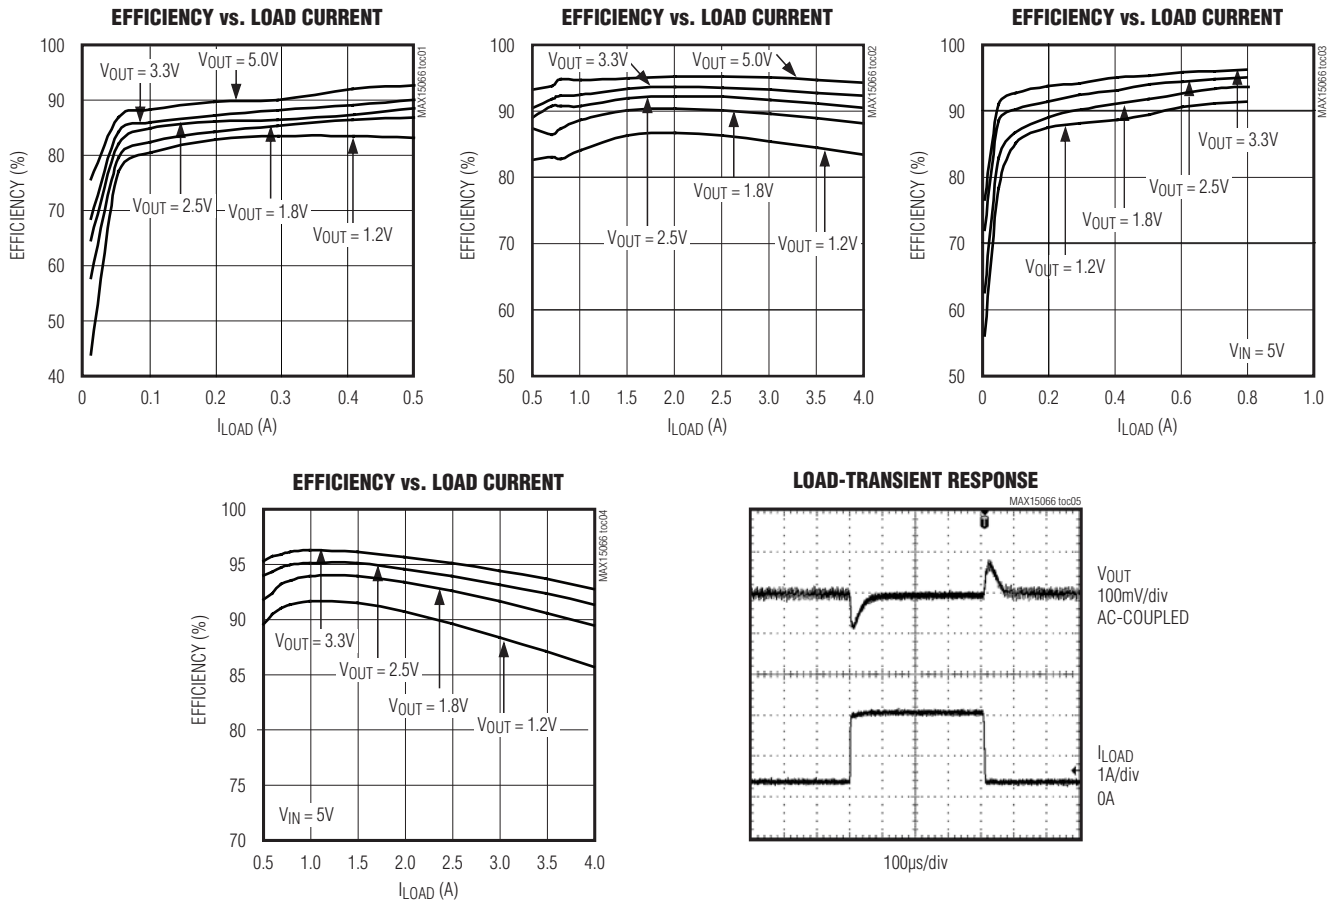 EFFICIENCY vs. LOAD CURRENT
MAX15066 toc01
EFFICIENCY (%)
100
90
80
70
60
50
40
VOUT = 3.3V
VOUT = 5.0V
VOUT = 2.5V
VOUT = 1.8V
VOUT = 1.2V
0 0.1 0.2 0.3 0.4 0.5
ILOAD (A)
EFFICIENCY vs. LOAD CURRENT
MAX15066 toc02
EFFICIENCY (%)
100
90
80
70
60
50
VOUT = 3.3V
VOUT = 5.0V
VOUT = 1.8V
VOUT = 2.5V
VOUT = 1.2V
0.5 1.0 1.5 2.0 2.5 3.0 3.5 4.0
ILOAD (A)
EFFICIENCY vs. LOAD CURRENT
MAX15066 toc03
EFFICIENCY (%)
100
90
80
70
60
50
VOUT = 3.3V
VOUT = 2.5V
VOUT = 1.8V
VOUT = 1.2V
VIN = 5V
0 0.2 0.4 0.6 0.8 1.0
ILOAD (A)
EFFICIENCY vs. LOAD CURRENT
MAX15066 toc04
EFFICIENCY (%)
100
95
90
85
80
75
70
VOUT = 3.3V
VOUT = 2.5V
VOUT = 1.8V
VOUT = 1.2V
VIN = 5V
0.5 1.0 1.5 2.0 2.5 3.0 3.5 4.0
ILOAD (A)
LOAD-TRANSIENT RESPONSE
MAX15066 toc05
T
VOUT
100mV/div
AC-COUPLED
ILOAD
1A/div
0A
100µs/div